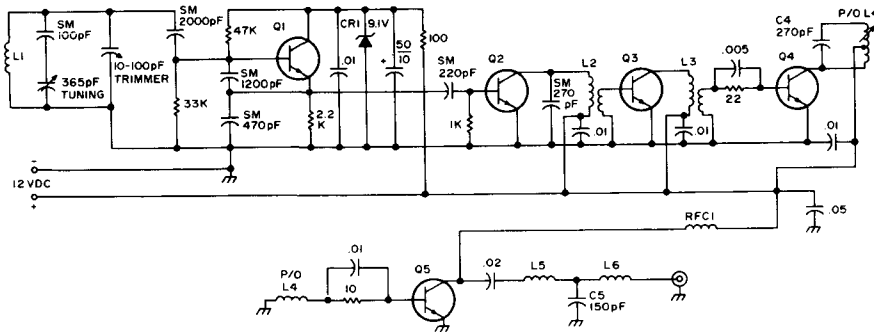 L1
SM
100pF
365pF
TUNING
10-100pF
TRIMMER
SM
2000pF
47K
33K
SM
1200pF
SM
470pF
Q1
2.2
K
.01
CR1
9.1V
+
50
10
100
SM
220pF
1K
Q2
SM
270
pF
L2
.01
Q3
L3
.01
.005
22
Q4
C4
270pF
P/O L4
.01
-
12VDC
+
.05
RFC1
P/O
L4
.01
10
Q5
.02
L5
C5
150pF
L6